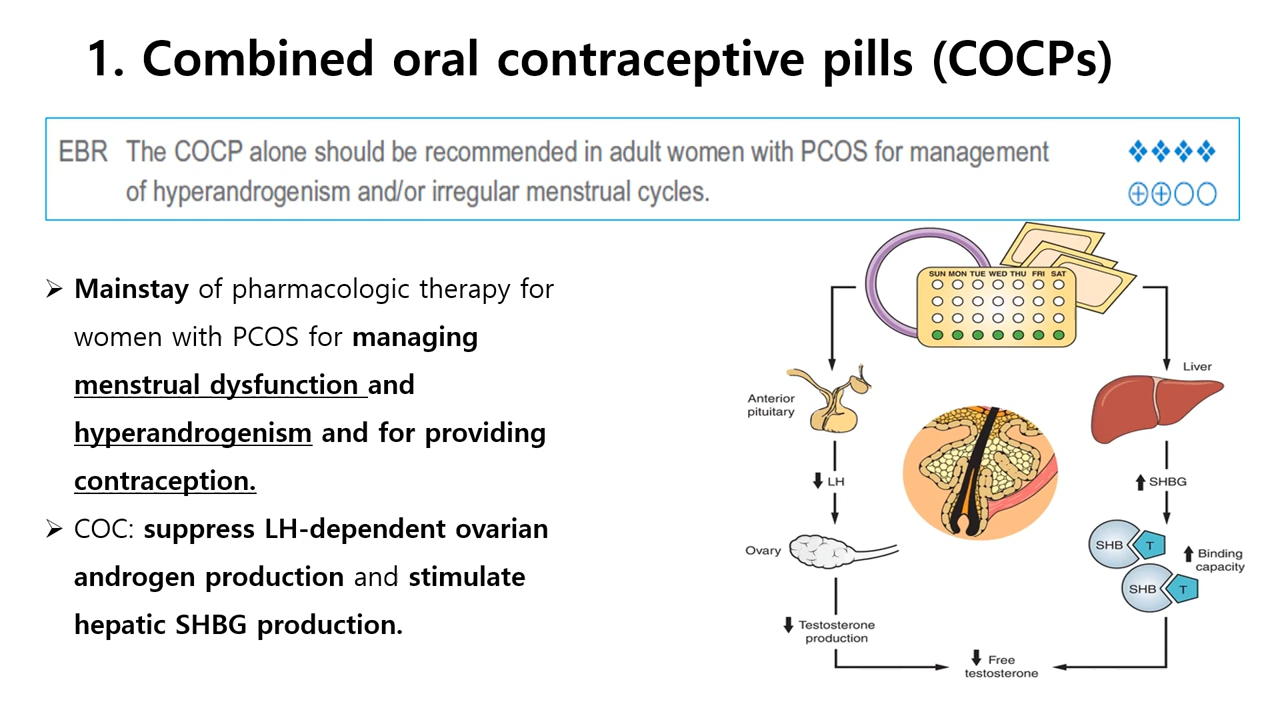 1. Combined oral contraceptive pills (COCPs)
EBR The COCP alone should be recommended in adult women with PCOS for management
of hyperandrogenism and/or irregular menstrual cycles.
➢ Mainstay of pharmacologic therapy for
women with PCOS for managing
menstrual dysfunction and
hyperandrogenism and for providing
contraception.
➢ COC: suppress LH-dependent ovarian
androgen production and stimulate
hepatic SHBG production.
SUN MON TUE WED THU FRI SAT
Anterior
pituitary
Liver
LH
SHBG
Ovary
SHB T
SHB T
Binding
capacity
Testosterone
production
Free
testosterone